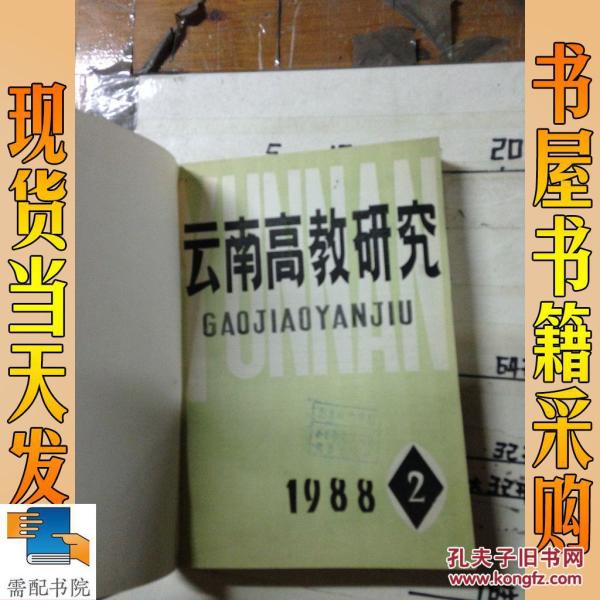 现货当天发
书屋书籍采购
YUNNAN
云南高教研究
GAOJIAOYANJIU
YUNNAN
1988
2
需配书院
孔夫子旧书网
www.kongfz.com